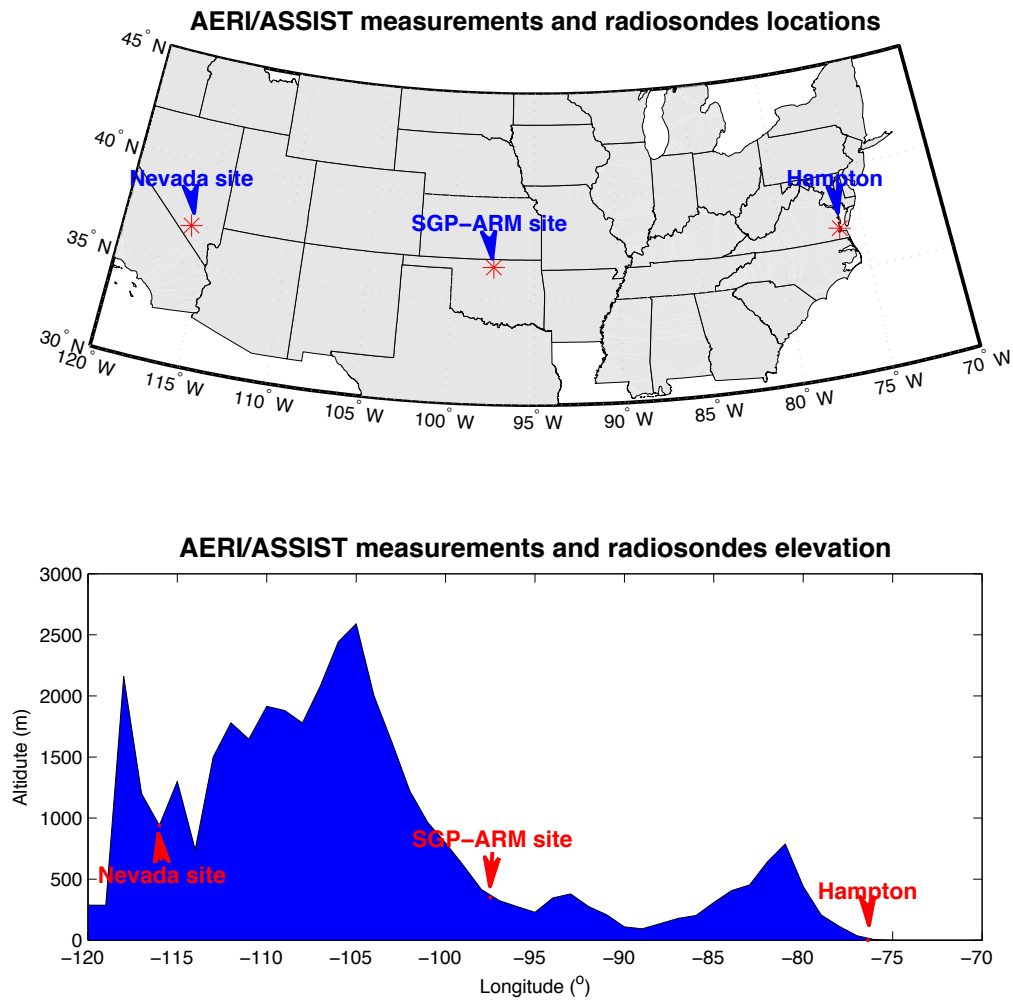 AERI/ASSIST measurements and radiosondes locations
45° N
40° N
35° N
30° N
Nevada site
SGP−ARM site
Hampton
120° W
115° W
110° W
105° W
100° W
95° W
90° W
85° W
80° W
75° W
70° W
AERI/ASSIST measurements and radiosondes elevation
3000
2500
2000
1500
1000
500
0
Altidute (m)
Nevada site
SGP−ARM site
Hampton
−120
−115
−110
−105
−100
−95
−90
−85
−80
−75
−70
Longitude (°)